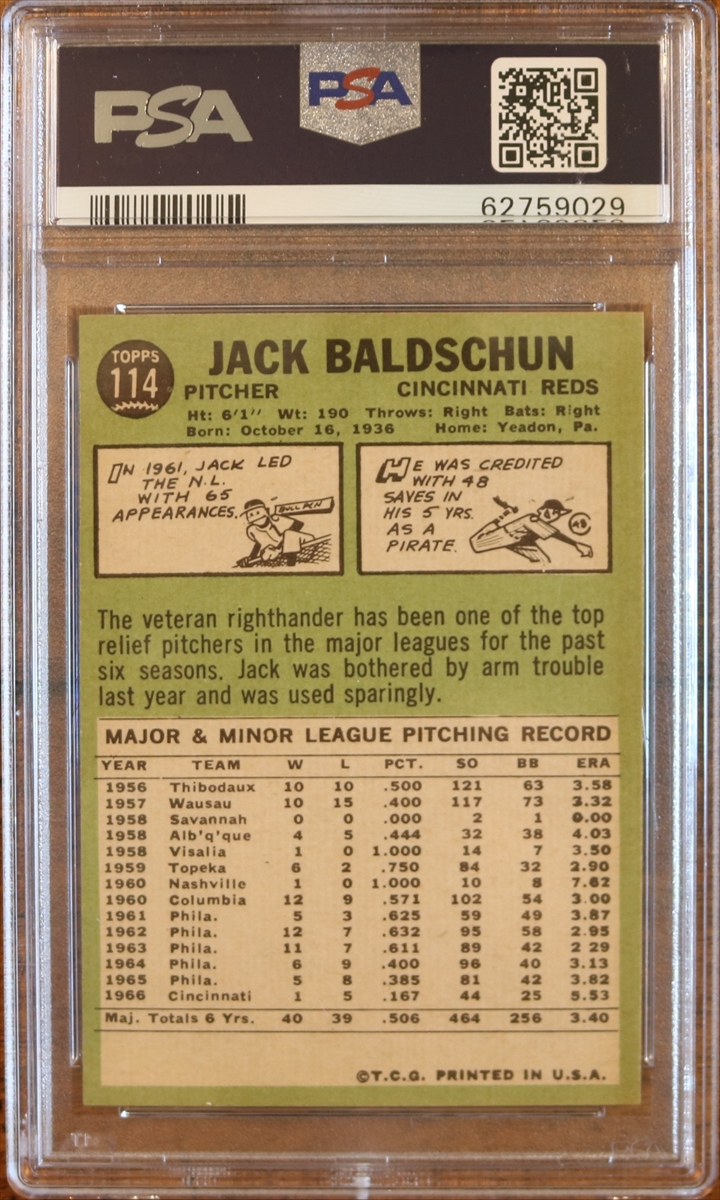 PSA
PSA
62759029
TOPPS
114
JACK BALDSCHUN
PITCHER CINCINNATI REDS
Ht: 6'1" Wt: 190 Throws: Right Bats: Right
Born: October 16, 1936 Home: Yeadon, Pa.
IN 1961, JACK LED
THE N.L.
WITH 65
APPEARANCES.
BULL PEN
HE WAS CREDITED
WITH 48
SAVES IN
HIS 5 YRS.
AS A
PIRATE.
48
The veteran righthander has been one of the top
relief pitchers in the major leagues for the past
six seasons. Jack was bothered by arm trouble
last year and was used sparingly.
MAJOR & MINOR LEAGUE PITCHING RECORD
YEAR TEAM W L PCT. SO BB ERA
1956 Thibodaux 10 10 .500 121 63 3.58
1957 Wausau 10 15 .400 117 73 3.32
1958 Savannah 0 0 .000 2 1 0.00
1958 Alb'q'que 4 5 .444 32 38 4.03
1958 Visalia 1 0 1.000 14 7 3.50
1959 Topeka 6 2 .750 84 32 2.90
1960 Nashville 1 0 1.000 10 8 7.62
1960 Columbia 12 9 .571 102 54 3.00
1961 Phila. 5 3 .625 59 49 3.87
1962 Phila. 12 7 .632 95 58 2.95
1963 Phila. 11 7 .611 89 42 2 29
1964 Phila. 6 9 .400 96 40 3.13
1965 Phila. 5 8 .385 81 42 3.82
1966 Cincinnati 1 5 .167 44 25 5.53
Maj. Totals 6 Yrs. 40 39 .506 464 256 3.40
©T.C.G. PRINTED IN U.S.A.